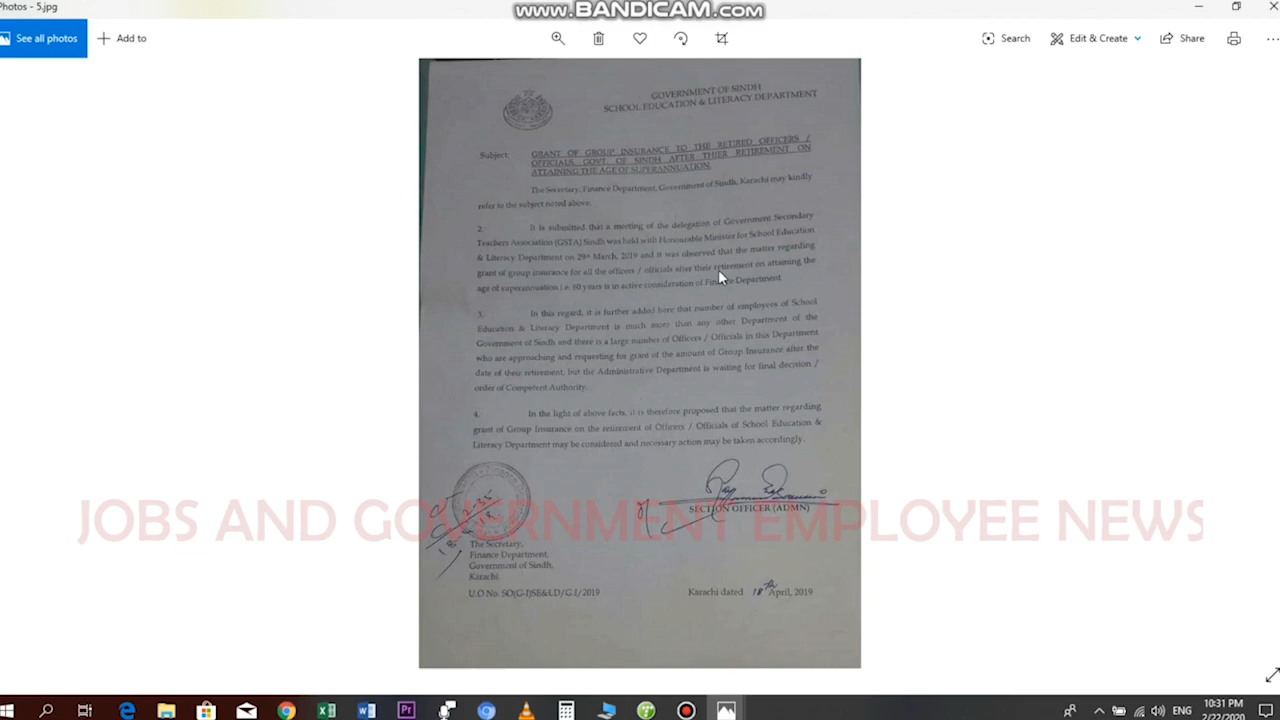 Photos - 5.jpg
www.BANDICAM.com
See all photos
Add to
Search
Edit & Create
Share
GOVERNMENT OF SINDH
SCHOOL EDUCATION & LITERACY DEPARTMENT
Subject: GRANT OF GROUP INSURANCE TO THE RETIRED OFFICERS /
OFFICIALS, GOVT. OF SINDH AFTER THIER RETIREMENT ON
ATTAINING THE AGE OF SUPERANNUATION.
The Secretary, Finance Department, Government of Sindh, Karachi may kindly
refer to the subject noted above.
2. It is submitted that a meeting of the delegation of Government Secondary
Teachers Association (GSTA) Sindh was held with Honourable Minister for School Education
& Literacy Department on 29th March, 2019 and it was observed that the matter regarding
grant of group insurance for all the officers / officials after their retirement on attaining the
age of superannuation i.e. 60 years is in active consideration of Finance Department.
3. In this regard, it is further added here that number of employees of School
Education & Literacy Department is much more than any other Department of the
Government of Sindh and there is a large number of Officers / Officials in this Department
who are approaching and requesting for grant of the amount of Group Insurance after the
date of their retirement, but the Administrative Department is waiting for final decision /
order of Competent Authority.
4. In the light of above facts, it is therefore proposed that the matter regarding
grant of Group Insurance on the retirement of Officers / Officials of School Education &
Literacy Department may be considered and necessary action may be taken accordingly.
JOBS AND GOVERNMENT EMPLOYEE NEWS
SECTION OFFICER (ADMN)
The Secretary,
Finance Department,
Government of Sindh,
Karachi.
U.O No. SO(G-I)SE&LD/G.I/2019
Karachi dated 18th April, 2019
10:31 PM
ENG
2/22/2020